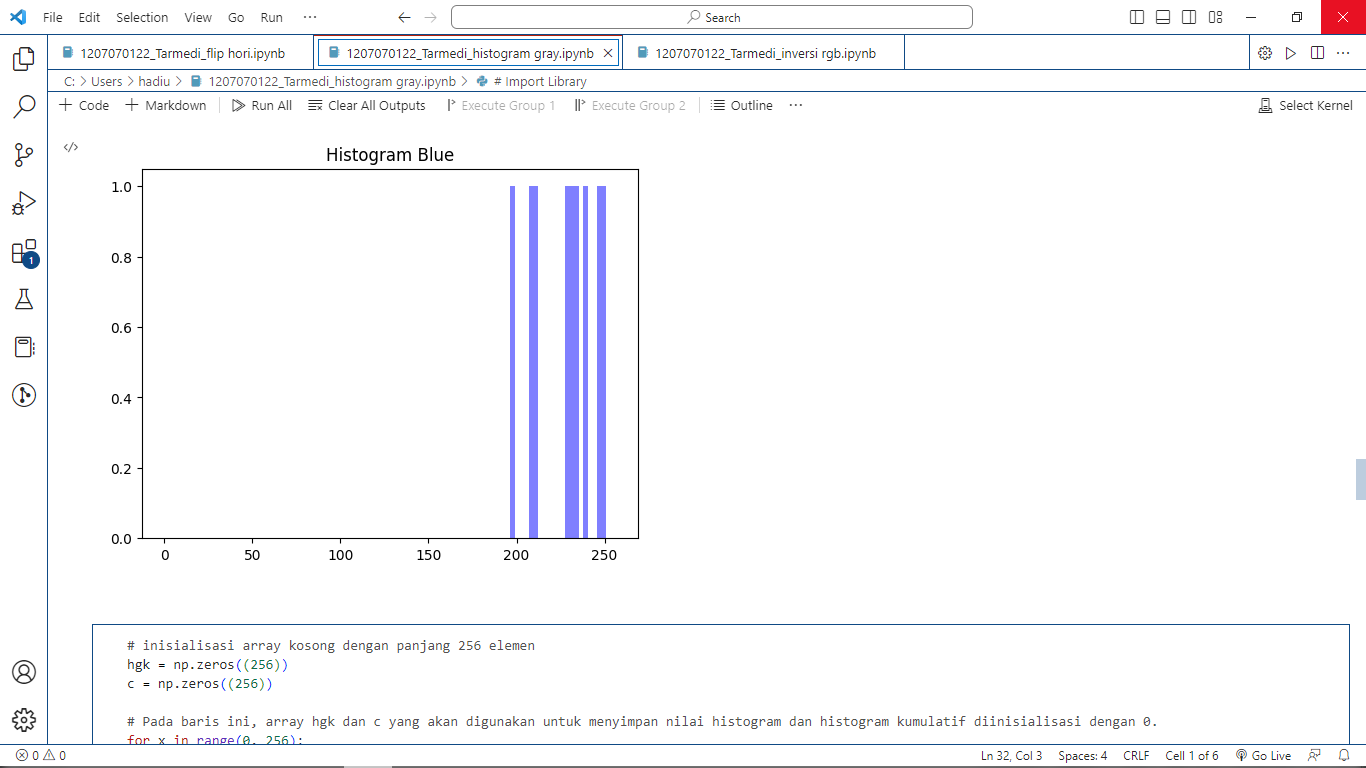 File Edit Selection View Go Run ··· Search
1207070122_Tarmedi_flip hori.ipynb 1207070122_Tarmedi_histogram gray.ipynb 1207070122_Tarmedi_inversi rgb.ipynb
C: > Users > hadiu > 1207070122_Tarmedi_histogram gray.ipynb > # Import Library
+ Code + Markdown Run All Clear All Outputs Execute Group 1 Execute Group 2 Outline ··· Select Kernel
</>
Histogram Blue
1.0
0.8
0.6
0.4
0.2
0.0
0 50 100 150 200 250
1
# inisialisasi array kosong dengan panjang 256 elemen
hgk = np.zeros((256))
c = np.zeros((256))
# Pada baris ini, array hgk dan c yang akan digunakan untuk menyimpan nilai histogram dan histogram kumulatif diinisialisasi dengan 0.
for x in range(0, 256):
0 0 Ln 32, Col 3 Spaces: 4 CRLF Cell 1 of 6 Go Live